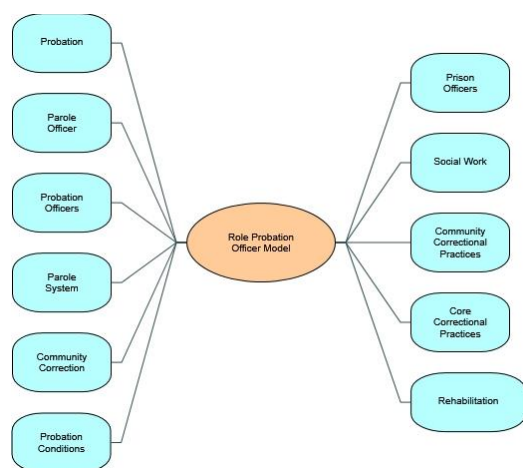 Probation
Parole
Officer
Probation
Officers
Parole
System
Community
Correction
Probation
Conditions
Role Probation
Officer Model
Prison
Officers
Social Work
Community
Correctional
Practices
Core
Correctional
Practices
Rehabilitation